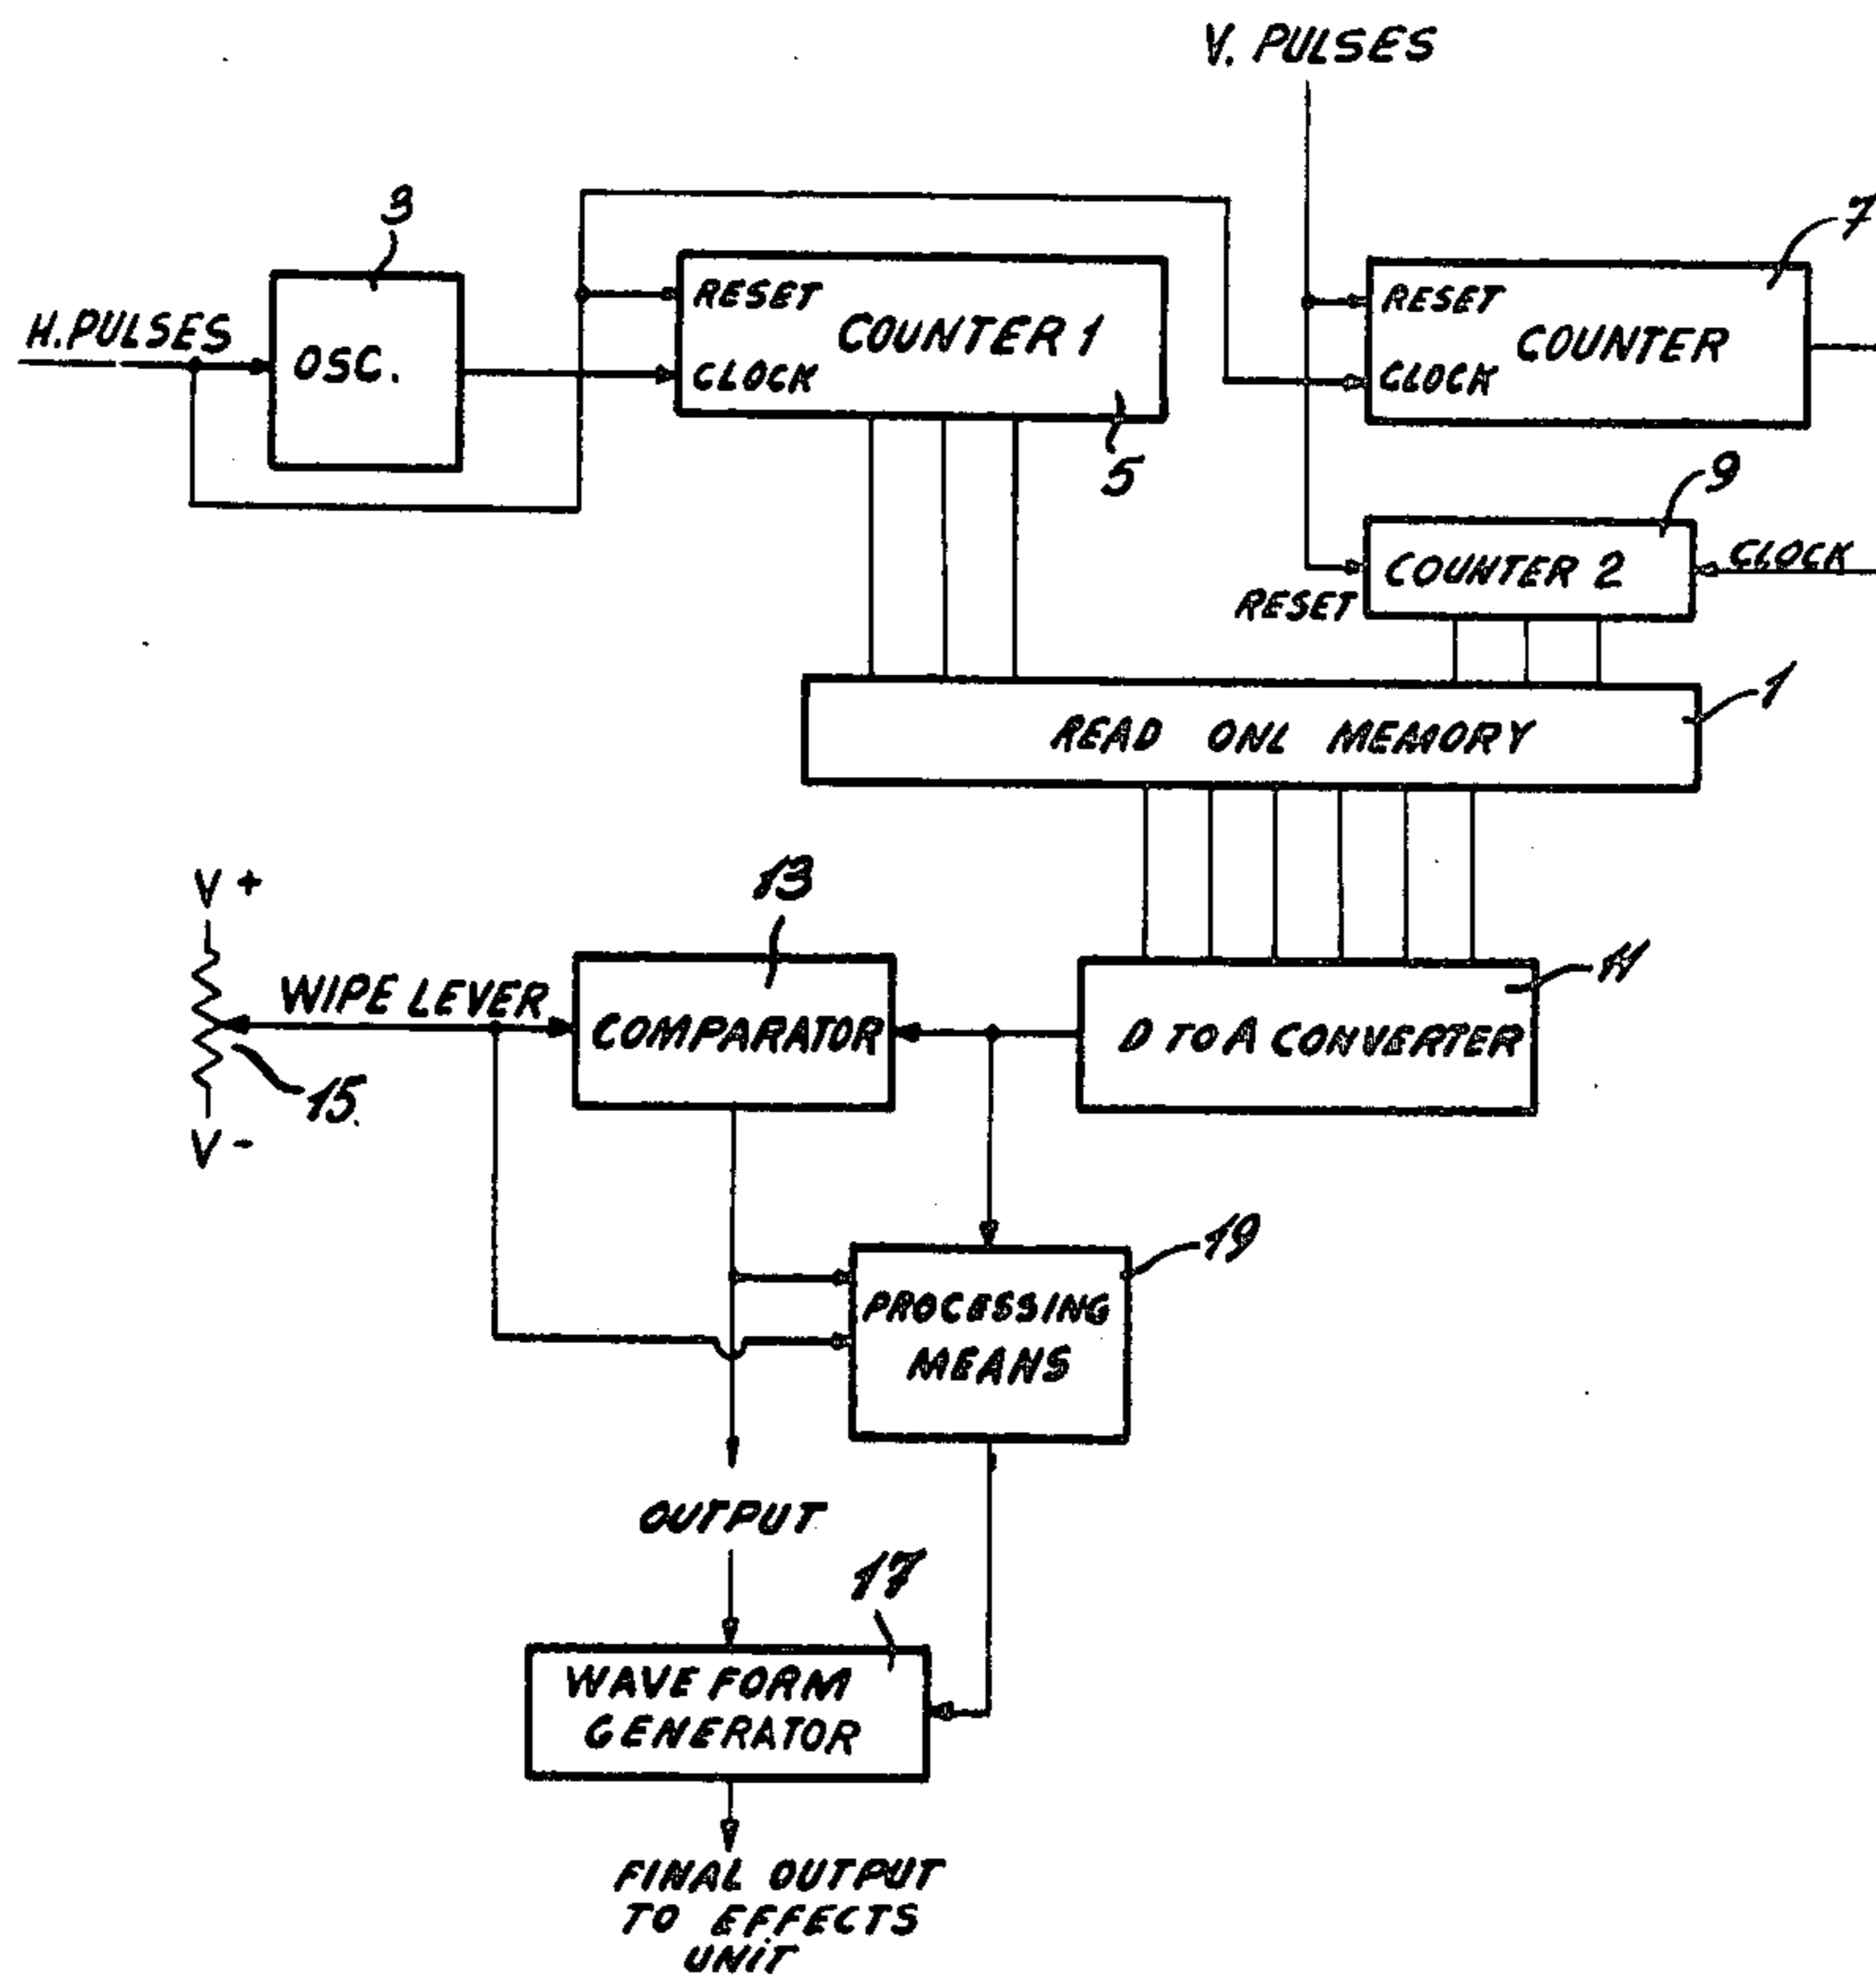 V. PULSES
3
7
H. PULSES
OSC.
RESET
COUNTER 1
CLOCK
5
RESET
COUNTER
CLOCK
9
COUNTER 2
CLOCK
RESET
1
READ ONL MEMORY
V +
13
11
WIPE LEVER
COMPARATOR
D TO A CONVERTER
15.
V -
19
PROCESSING
MEANS
OUTPUT
17
WAVE FORM
GENERATOR
FINAL OUTPUT
TO EFFECTS
UNIT